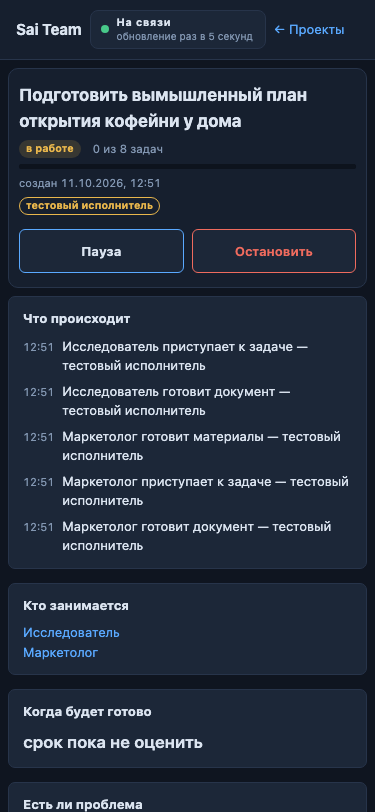 Sai Team
На связи
обновление раз в 5 секунд
← Проекты
Подготовить вымышленный план
открытия кофейни у дома
в работе
0 из 8 задач
создан 11.10.2026, 12:51
тестовый исполнитель
Пауза
Остановить
Что происходит
12:51 Исследователь приступает к задаче —
тестовый исполнитель
12:51 Исследователь готовит документ —
тестовый исполнитель
12:51 Маркетолог готовит материалы — тестовый
исполнитель
12:51 Маркетолог приступает к задаче — тестовый
исполнитель
12:51 Маркетолог готовит документ — тестовый
исполнитель
Кто занимается
Исследователь
Маркетолог
Когда будет готово
срок пока не оценить
Есть ли проблема